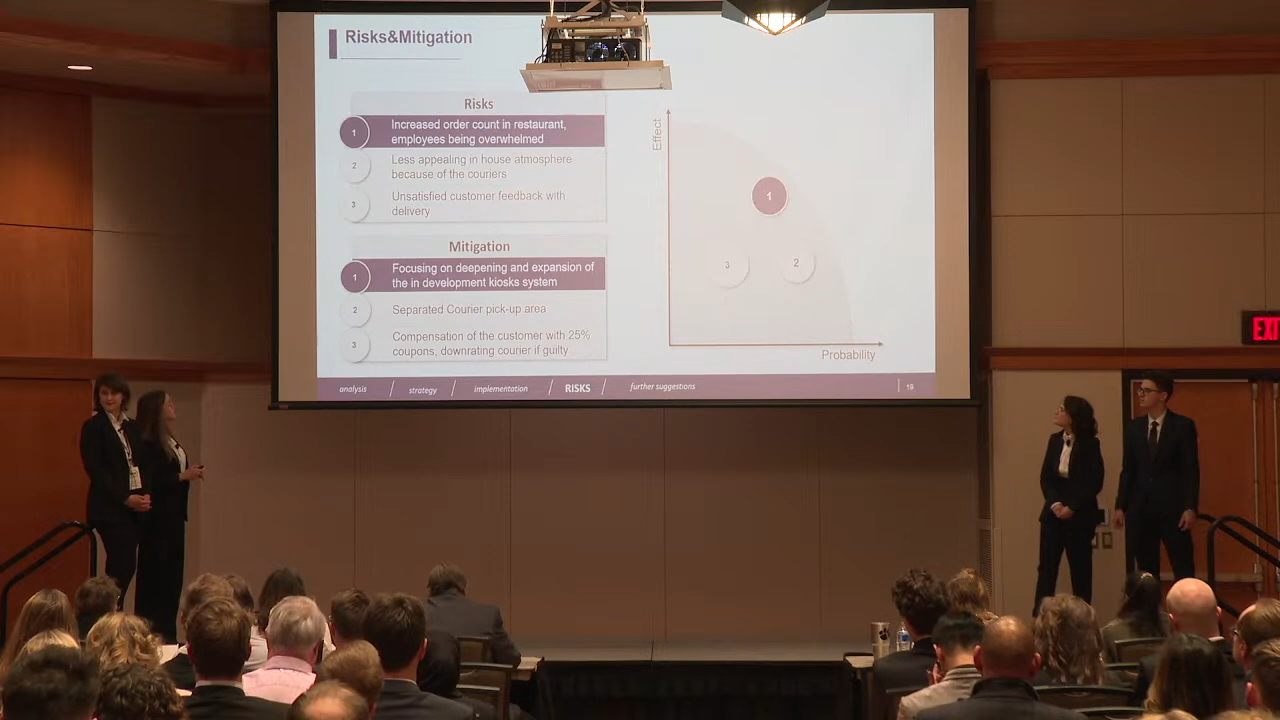 Risks&Mitigation
Risks
1
Increased order count in restaurant,
employees being overwhelmed
2
Less appealing in house atmosphere
because of the couriers
3
Unsatisfied customer feedback with
delivery
Mitigation
1
Focusing on deepening and expansion of
the in development kiosks system
2
Separated Courier pick-up area
3
Compensation of the customer with 25%
coupons, downrating courier if guilty
Effect
1
3
2
Probability
analysis / strategy / implementation / RISKS / further suggestions
19
EXI